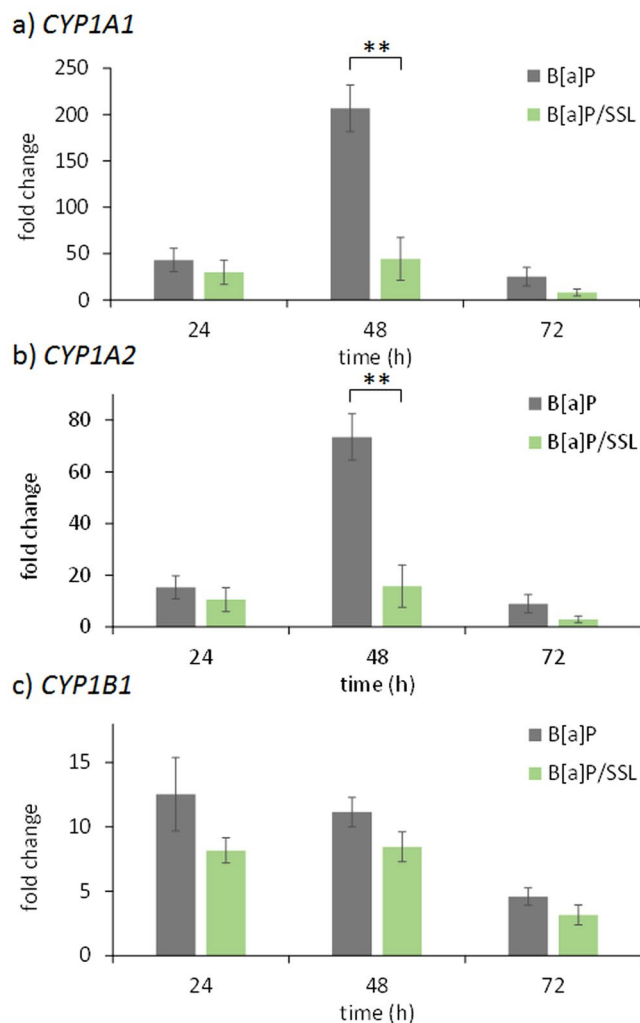 a) CYP1A1
**
250
200
150
100
50
0
fold change
B[a]P
B[a]P/SSL
24
48
72
time (h)
b) CYP1A2
**
80
60
40
20
0
fold change
B[a]P
B[a]P/SSL
24
48
72
time (h)
c) CYP1B1
15
10
5
0
fold change
B[a]P
B[a]P/SSL
24
48
72
time (h)